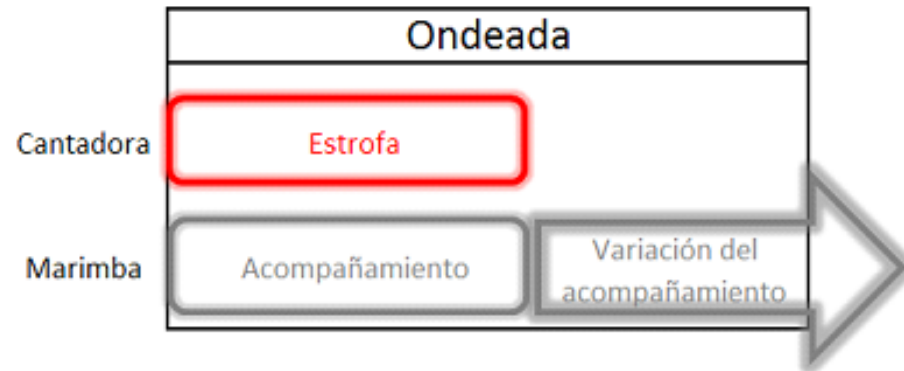 Ondeada
Cantadora
Estrofa
Marimba
Acompañamiento
Variación del
acompañamiento